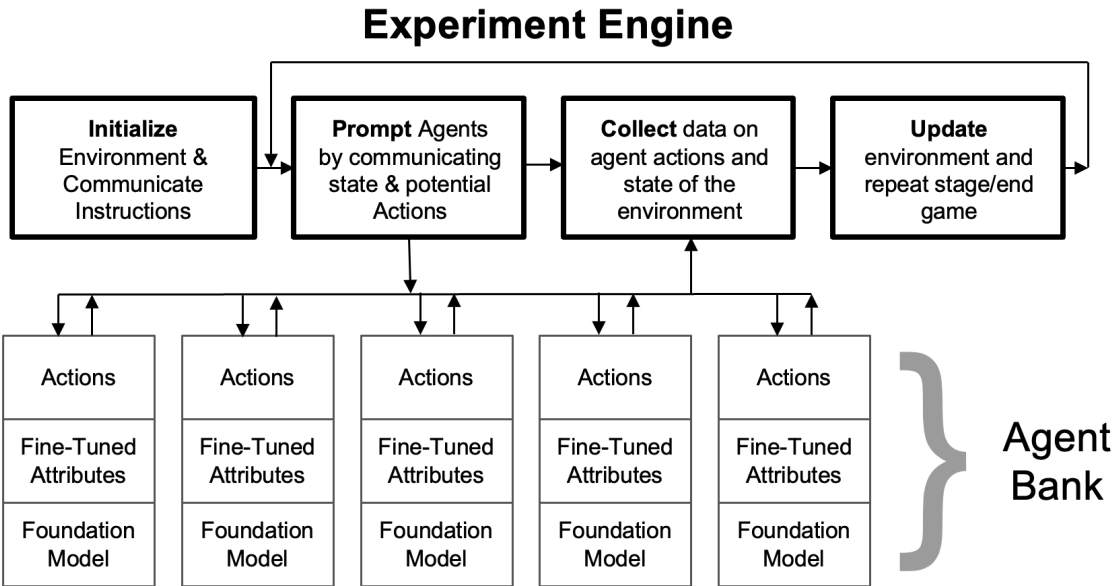 Experiment Engine
Initialize
Environment &
Communicate
Instructions
Prompt Agents
by communicating
state & potential
Actions
Collect data on
agent actions and
state of the
environment
Update
environment and
repeat stage/end
game
Actions
Fine-Tuned
Attributes
Foundation
Model
Actions
Fine-Tuned
Attributes
Foundation
Model
Actions
Fine-Tuned
Attributes
Foundation
Model
Actions
Fine-Tuned
Attributes
Foundation
Model
Actions
Fine-Tuned
Attributes
Foundation
Model
Agent
Bank